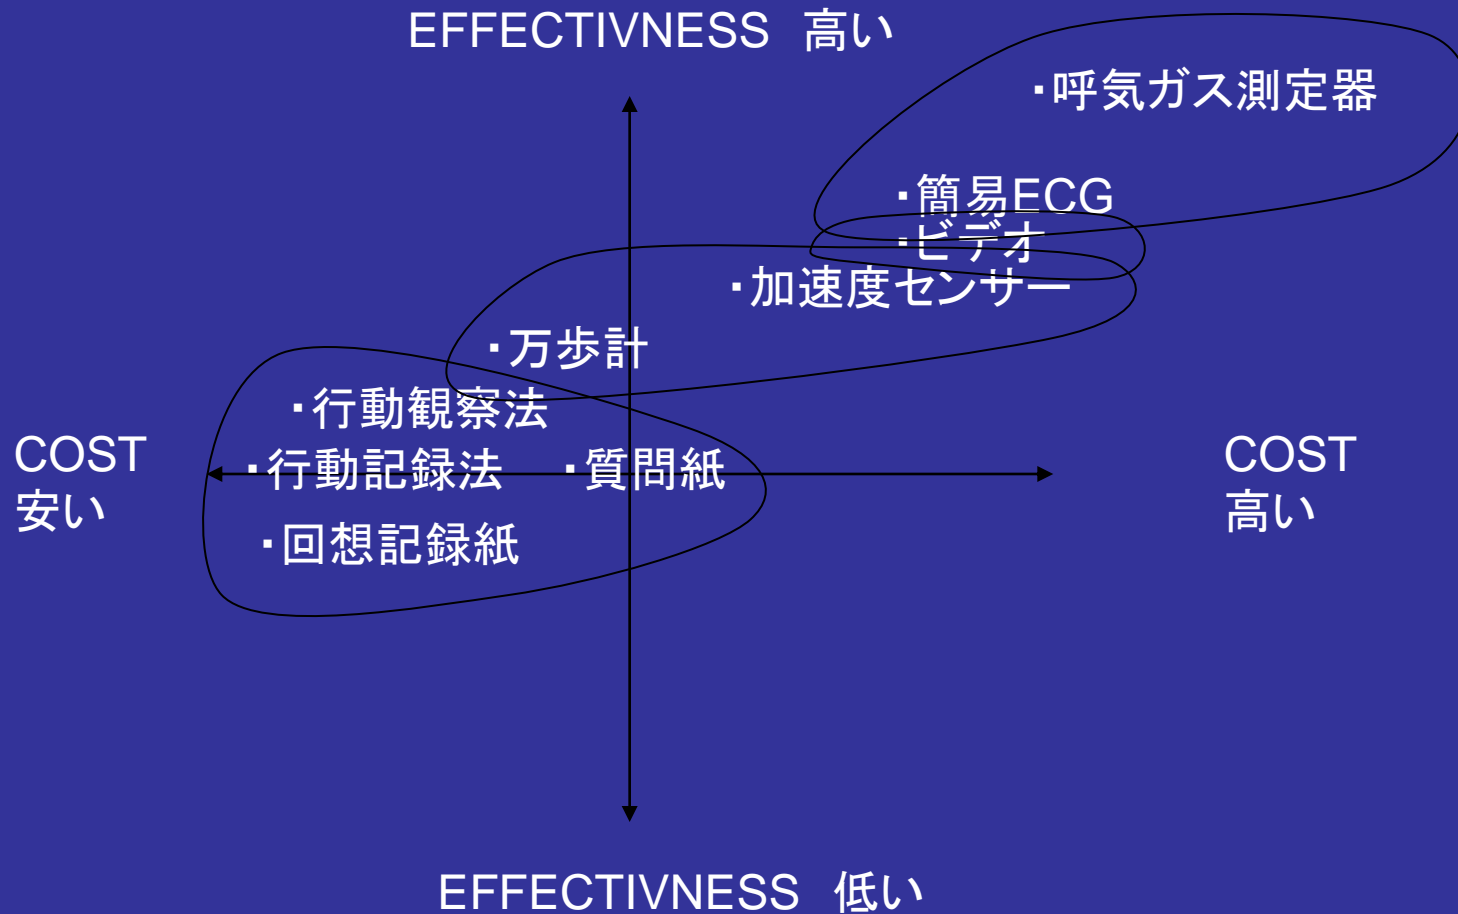 EFFECTIVNESS 高い
・呼気ガス測定器
・簡易ECG
・ビデオ
・加速度センサー
・万歩計
・行動観察法
COST
安い
・行動記録法
・質問紙
COST
高い
・回想記録紙
EFFECTIVNESS 低い